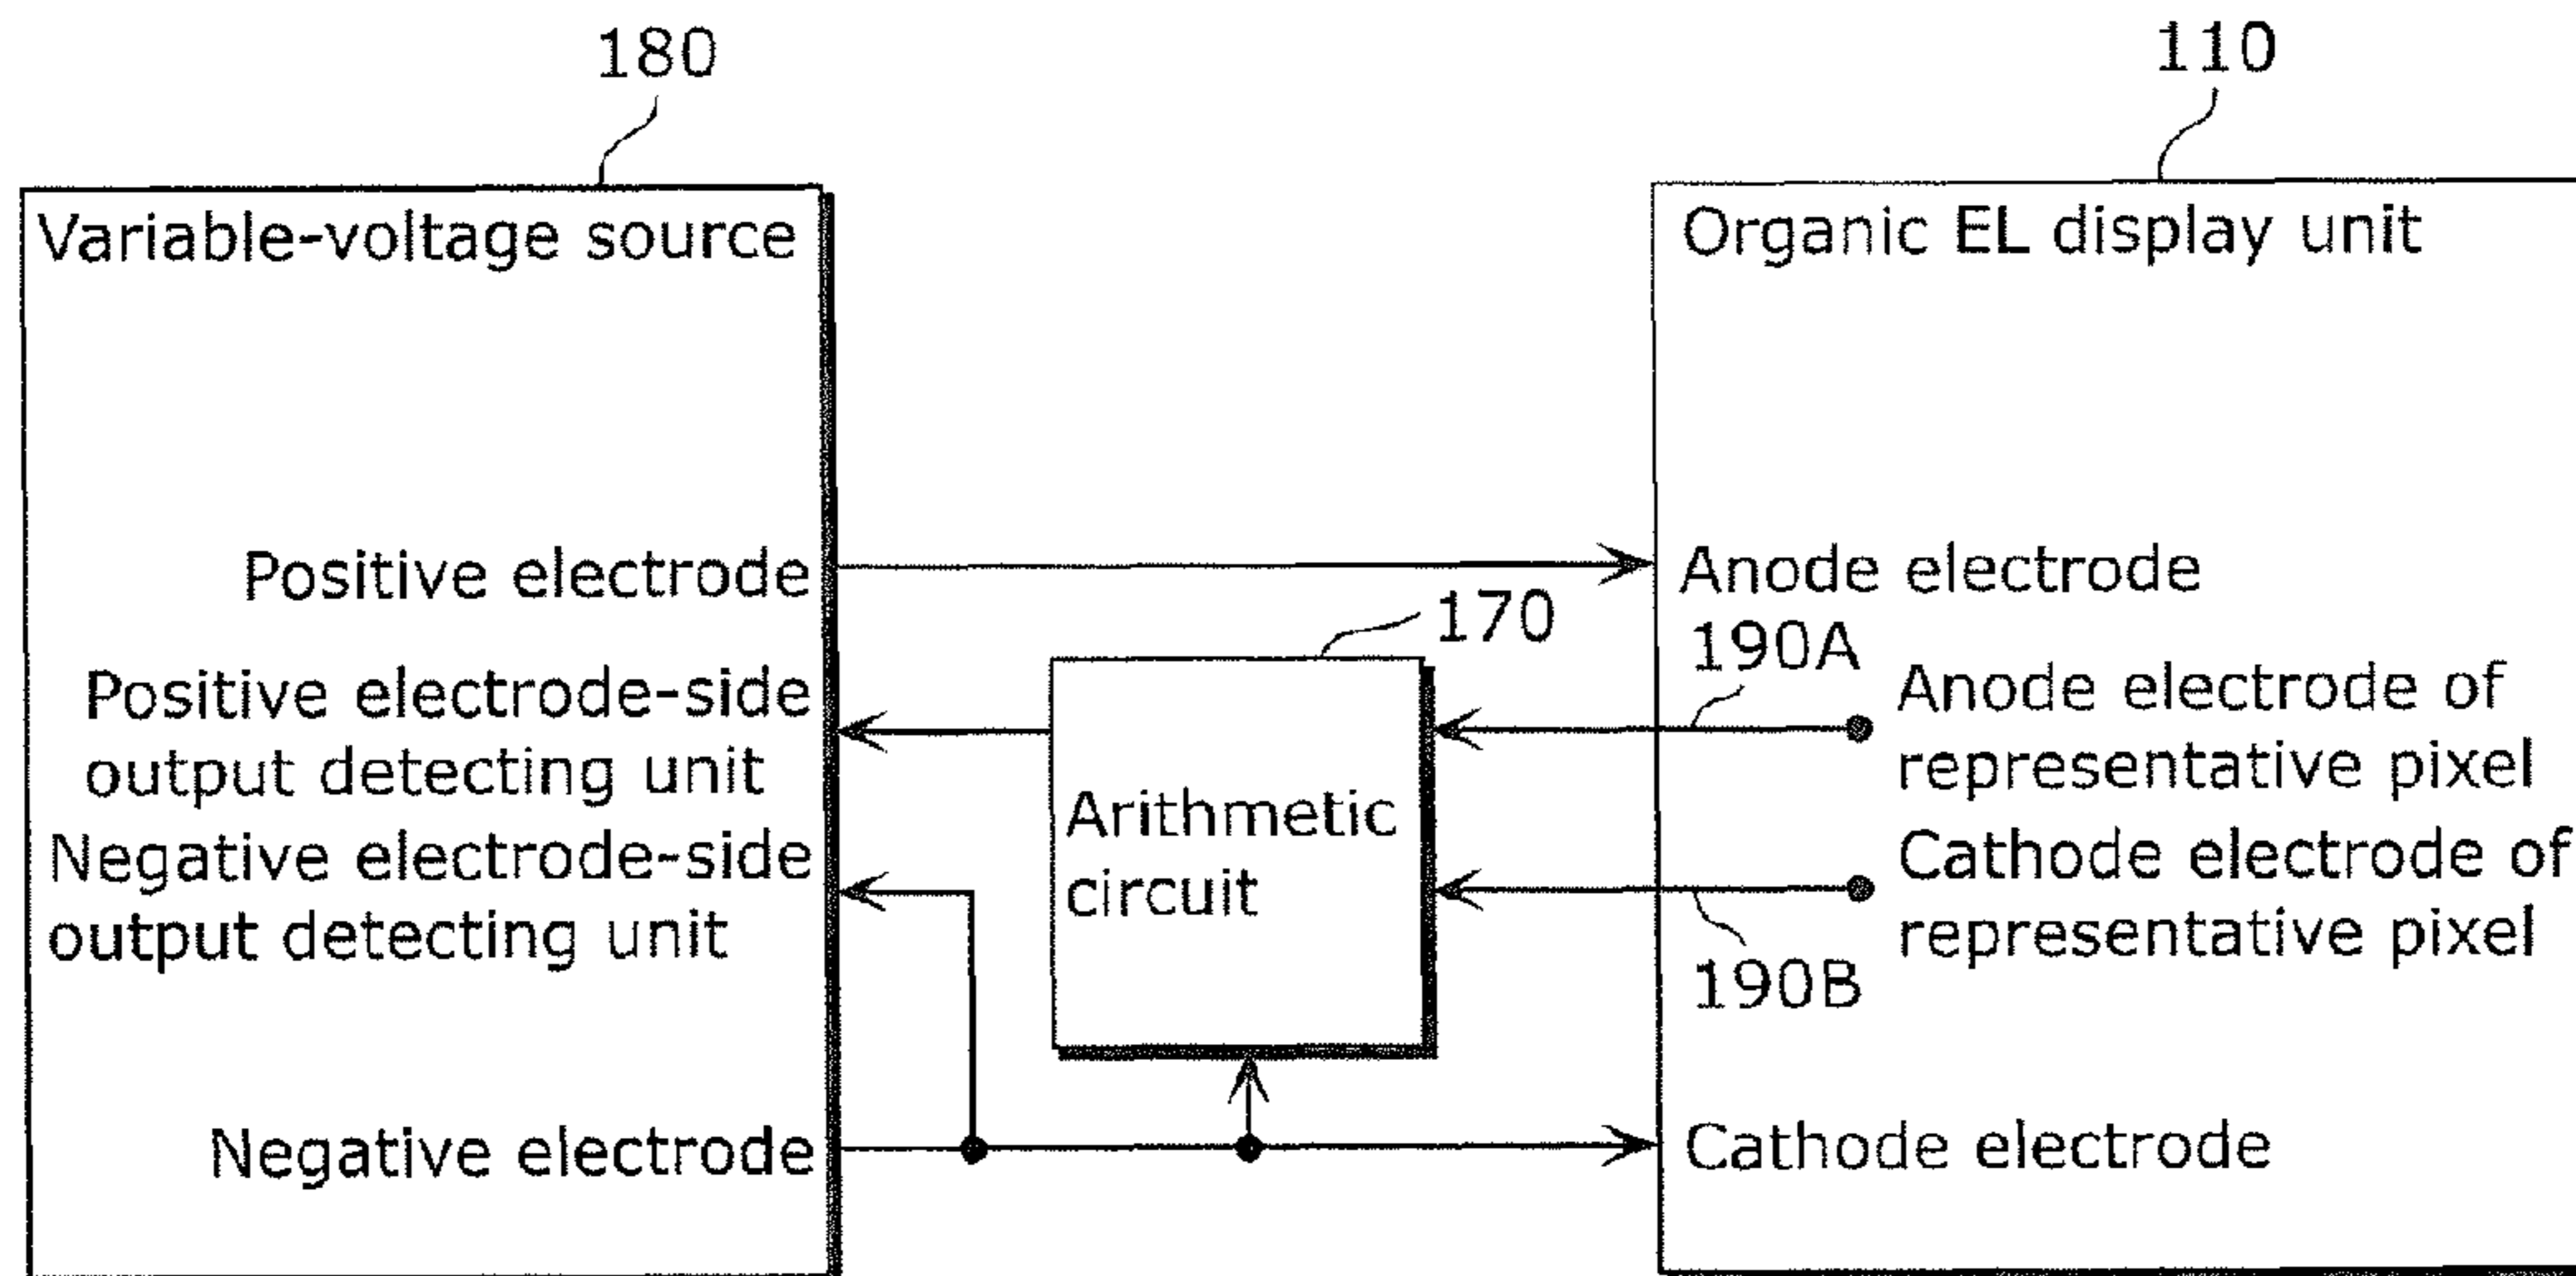 180
110
Variable-voltage source
Organic EL display unit
Positive electrode
Anode electrode
170
190A
Positive electrode-side
output detecting unit
Anode electrode of
representative pixel
Arithmetic
circuit
Negative electrode-side
output detecting unit
Cathode electrode of
representative pixel
190B
Negative electrode
Cathode electrode